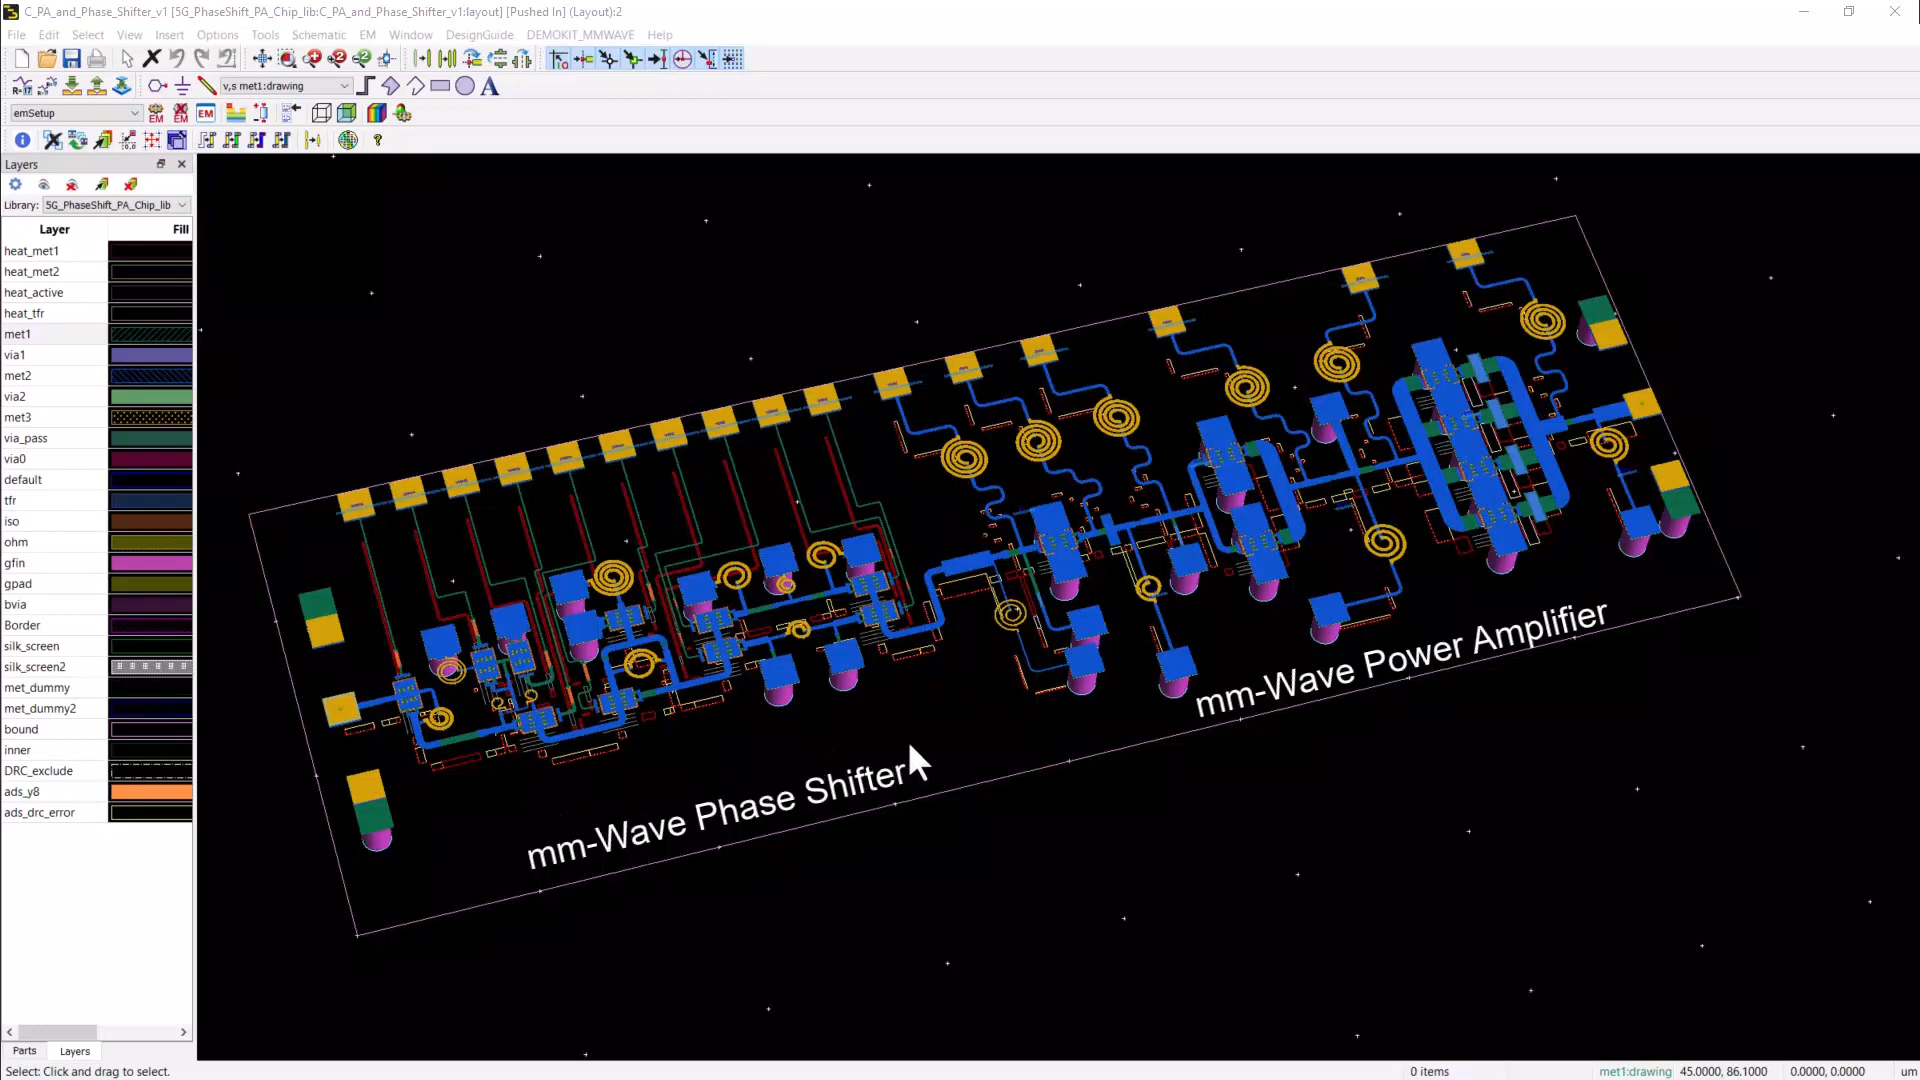 C_PA_and_Phase_Shifter_v1 [5G_PhaseShift_PA_Chip_lib:C_PA_and_Phase_Shifter_v1:layout] [Pushed In] (Layout):2
File Edit Select View Insert Options Tools Schematic EM Window DesignGuide DEMOKIT_MMWAVE Help
v,s met1:drawing
emSetup
EM EM EM
Layers
Library: 5G_PhaseShift_PA_Chip_lib
Layer Fill
heat_met1
heat_met2
heat_active
heat_tfr
met1
via1
met2
via2
met3
via_pass
via0
default
tfr
iso
ohm
gfin
gpad
bvia
Border
silk_screen
silk_screen2
met_dummy
met_dummy2
bound
inner
DRC_exclude
ads_y8
ads_drc_error
mm-Wave Power Amplifier
mm-Wave Phase Shifter
Parts Layers
Select: Click and drag to select. 0 items met1:drawing 45.0000, 86.1000 0.0000, 0.0000 um